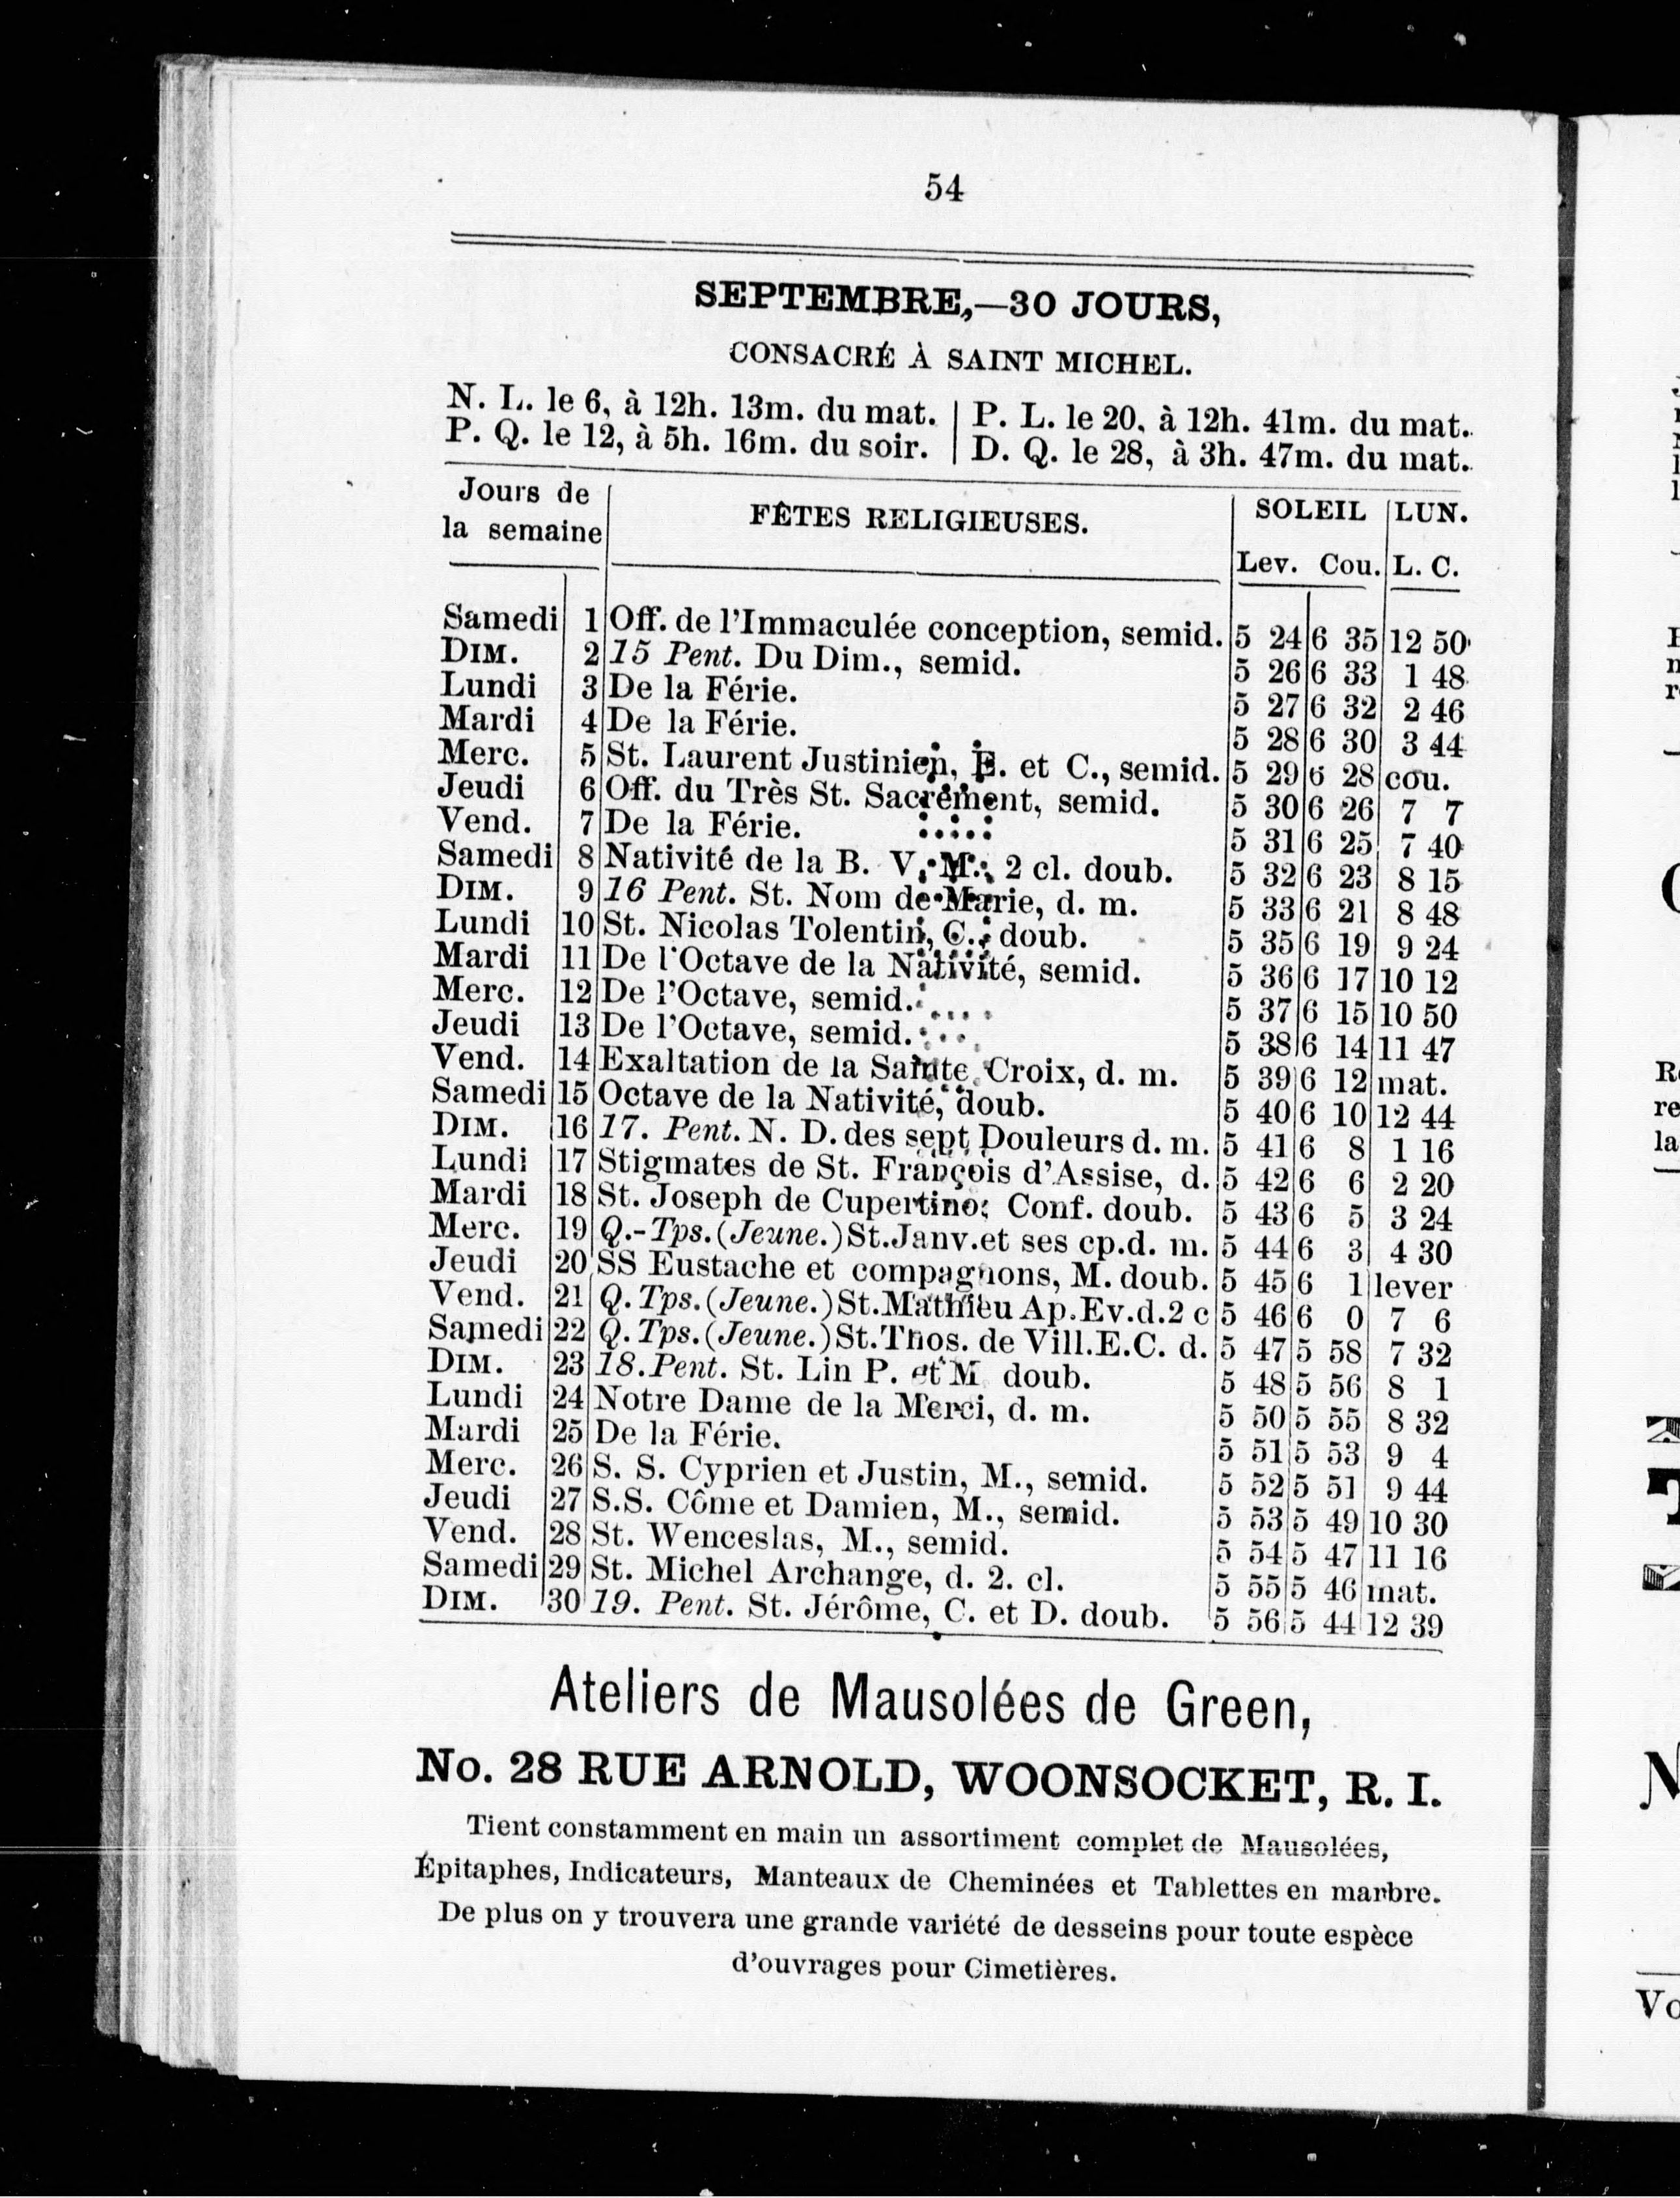 54
SEPTEMBRE,—30 JOURS,
CONSACRÉ À SAINT MICHEL.
N. L. le 6, à 12h. 13m. du mat. | P. L. le 20, à 12h. 41m. du mat.
P. Q. le 12, à 5h. 16m. du soir. | D. Q. le 28, à 3h. 47m. du mat.
Jours de la semaine | FÊTES RELIGIEUSES. | SOLEIL Lev. Cou. | LUN. L. C.
Samedi 1 Off. de l'Immaculée conception, semid. 5 24 6 35 12 50
DIM. 2 15 Pent. Du Dim., semid. 5 26 6 33 1 48
Lundi 3 De la Férie. 5 27 6 32 2 46
Mardi 4 De la Férie. 5 28 6 30 3 44
Merc. 5 St. Laurent Justinien, E. et C., semid. 5 29 6 28 cou.
Jeudi 6 Off. du Très St. Sacrement, semid. 5 30 6 26 7 7
Vend. 7 De la Férie. 5 31 6 25 7 40
Samedi 8 Nativité de la B. V. M. 2 cl. doub. 5 32 6 23 8 15
DIM. 9 16 Pent. St. Nom de Marie, d. m. 5 33 6 21 8 48
Lundi 10 St. Nicolas Tolentin, C., doub. 5 35 6 19 9 24
Mardi 11 De l'Octave de la Nativité, semid. 5 36 6 17 10 12
Merc. 12 De l'Octave, semid. 5 37 6 15 10 50
Jeudi 13 De l'Octave, semid. 5 38 6 14 11 47
Vend. 14 Exaltation de la Sainte Croix, d. m. 5 39 6 12 mat.
Samedi 15 Octave de la Nativité, doub. 5 40 6 10 12 44
DIM. 16 17. Pent. N. D. des sept Douleurs d. m. 5 41 6 8 1 16
Lundi 17 Stigmates de St. François d'Assise, d. 5 42 6 6 2 20
Mardi 18 St. Joseph de Cupertino; Conf. doub. 5 43 6 5 3 24
Merc. 19 Q.-Tps. (Jeune.) St.Janv.et ses cp.d. m. 5 44 6 3 4 30
Jeudi 20 SS Eustache et compagnons, M. doub. 5 45 6 1 lever
Vend. 21 Q. Tps. (Jeune.) St.Mathieu Ap.Ev.d.2 c 5 46 6 0 7 6
Samedi 22 Q. Tps. (Jeune.) St.Thos. de Vill.E.C. d. 5 47 5 58 7 32
DIM. 23 18. Pent. St. Lin P. et M doub. 5 48 5 56 8 1
Lundi 24 Notre Dame de la Merci, d. m. 5 50 5 55 8 32
Mardi 25 De la Férie. 5 51 5 53 9 4
Merc. 26 S. S. Cyprien et Justin, M., semid. 5 52 5 51 9 44
Jeudi 27 S.S. Côme et Damien, M., semid. 5 53 5 49 10 30
Vend. 28 St. Wenceslas, M., semid. 5 54 5 47 11 16
Samedi 29 St. Michel Archange, d. 2. cl. 5 55 5 46 mat.
DIM. 30 19. Pent. St. Jérôme, C. et D. doub. 5 56 5 44 12 39
Ateliers de Mausolées de Green,
No. 28 RUE ARNOLD, WOONSOCKET, R. I.
Tient constamment en main un assortiment complet de Mausolées,
Épitaphes, Indicateurs, Manteaux de Cheminées et Tablettes en marbre.
De plus on y trouvera une grande variété de desseins pour toute espèce
d'ouvrages pour Cimetières.